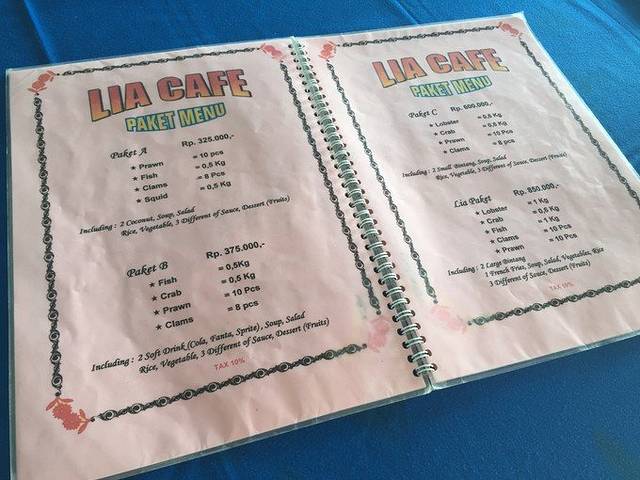 LIA CAFE
PAKET MENU
Paket A Rp. 325.000,-
★ Prawn = 10 pcs
★ Fish = 0,5 Kg
★ Clams = 8 Pcs
★ Squid = 0,5 Kg
Including : 2 Coconut, Soup, Salad
Rice, Vegetable, 3 Different of Sauce, Dessert (Fruits)
Paket B Rp. 375.000,-
★ Fish = 0,5Kg
★ Crab = 0,5 Kg
★ Prawn = 10 Pcs
★ Clams = 8 pcs
Including : 2 Soft Drink (Cola, Fanta, Sprite) , Soup, Salad
Rice, Vegetable, 3 Different of Sauce, Dessert (Fruits)
TAX 10%
LIA CAFE
PAKET MENU
Paket C Rp. 600.000,-
★ Lobster = 0,5 Kg
★ Crab = 0,5 Kg
★ Prawn = 10 Pcs
★ Clams = 8 pcs
Including : 2 Small Bintang, Soup, Salad
Rice, Vegetable, 3 Different of Sauce, Dessert (Fruits)
Lia Paket Rp. 850.000,-
★ Lobster = 1 Kg
★ Crab = 0,5 Kg
★ Fish = 1 Kg
★ Clams = 10 Pcs
★ Prawn = 10 Pcs
Including : 2 Large Bintang
1 French Fries, Soup, Salad, Vegetables, Rice
3 Different of Sauce, Dessert (Fruits)
TAX 10%